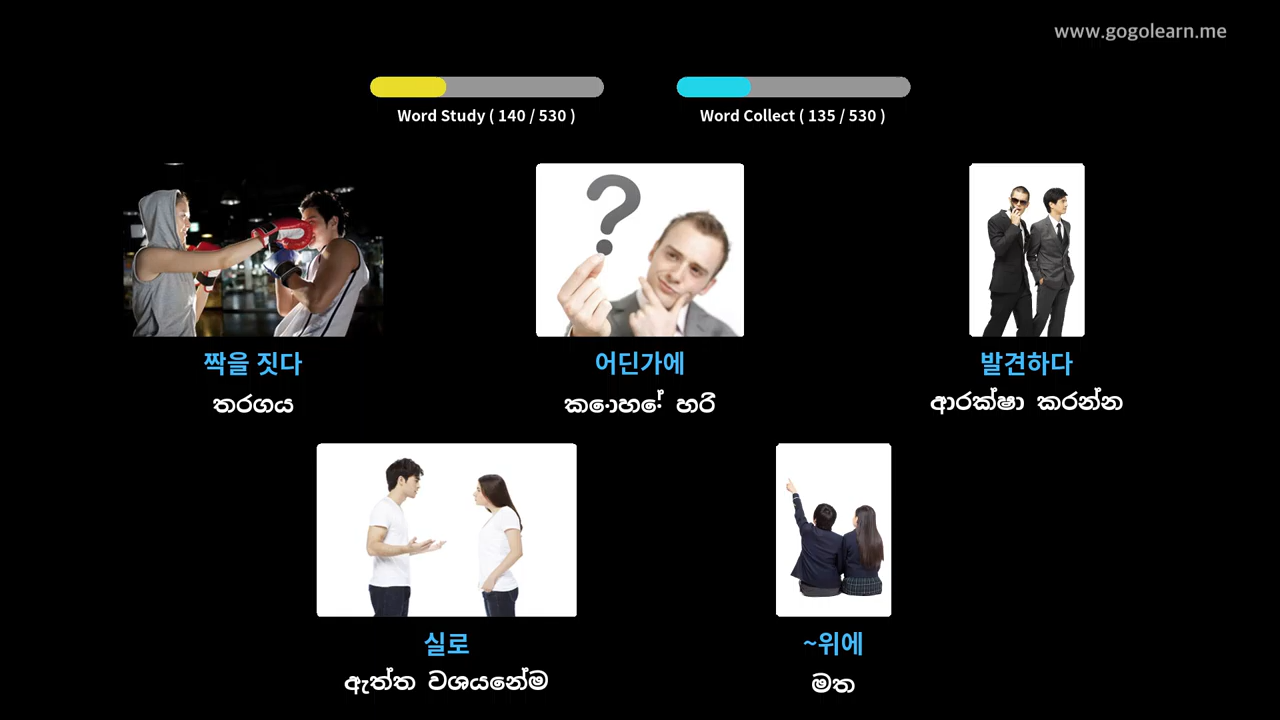 www.gogolearn.me
Word Study ( 140 / 530 )
Word Collect ( 135 / 530 )
짝을 짓다
තරගය
어딘가에
කොහේ හරි
발견하다
ආරක්ෂා කරන්න
실로
ඇත්ත වශයෙන්ම
~위에
මත